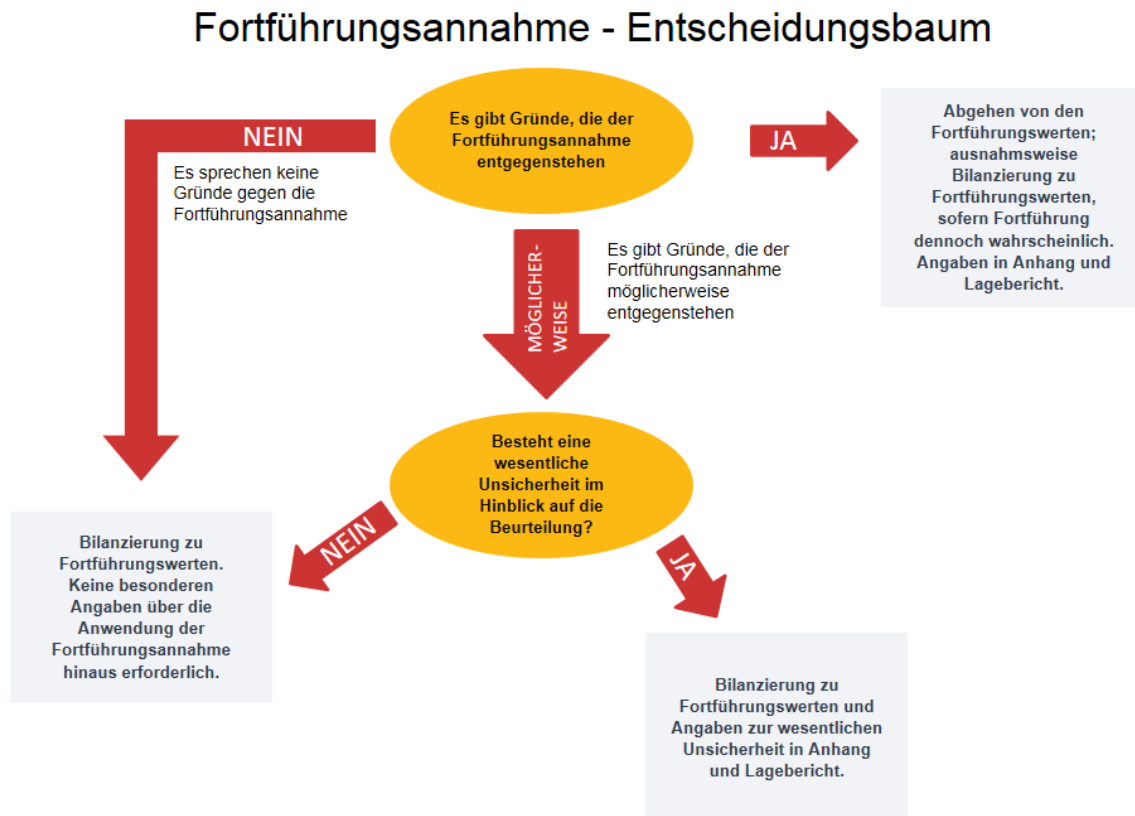 Fortführungsannahme - Entscheidungsbaum
Es gibt Gründe, die der
Fortführungsannahme
entgegenstehen
NEIN
Es sprechen keine
Gründe gegen die
Fortführungsannahme
JA
Abgehen von den
Fortführungswerten;
ausnahmsweise
Bilanzierung zu
Fortführungswerten,
sofern Fortführung
dennoch wahrscheinlich.
Angaben in Anhang und
Lagebericht.
MÖGLICHER-
WEISE
Es gibt Gründe, die der
Fortführungsannahme
möglicherweise
entgegenstehen
Besteht eine
wesentliche
Unsicherheit im
Hinblick auf die
Beurteilung?
NEIN
JA
Bilanzierung zu
Fortführungswerten.
Keine besonderen
Angaben über die
Anwendung der
Fortführungsannahme
hinaus erforderlich.
Bilanzierung zu
Fortführungswerten und
Angaben zur wesentlichen
Unsicherheit in Anhang
und Lagebericht.